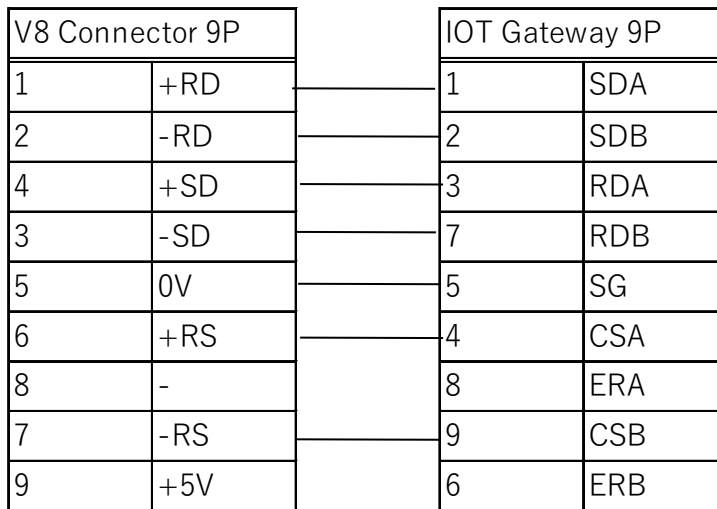 V8 Connector 9P IOT Gateway 9P
1 +RD 1 SDA
2 -RD 2 SDB
4 +SD 3 RDA
3 -SD 7 RDB
5 0V 5 SG
6 +RS 4 CSA
8 - 8 ERA
7 -RS 9 CSB
9 +5V 6 ERB